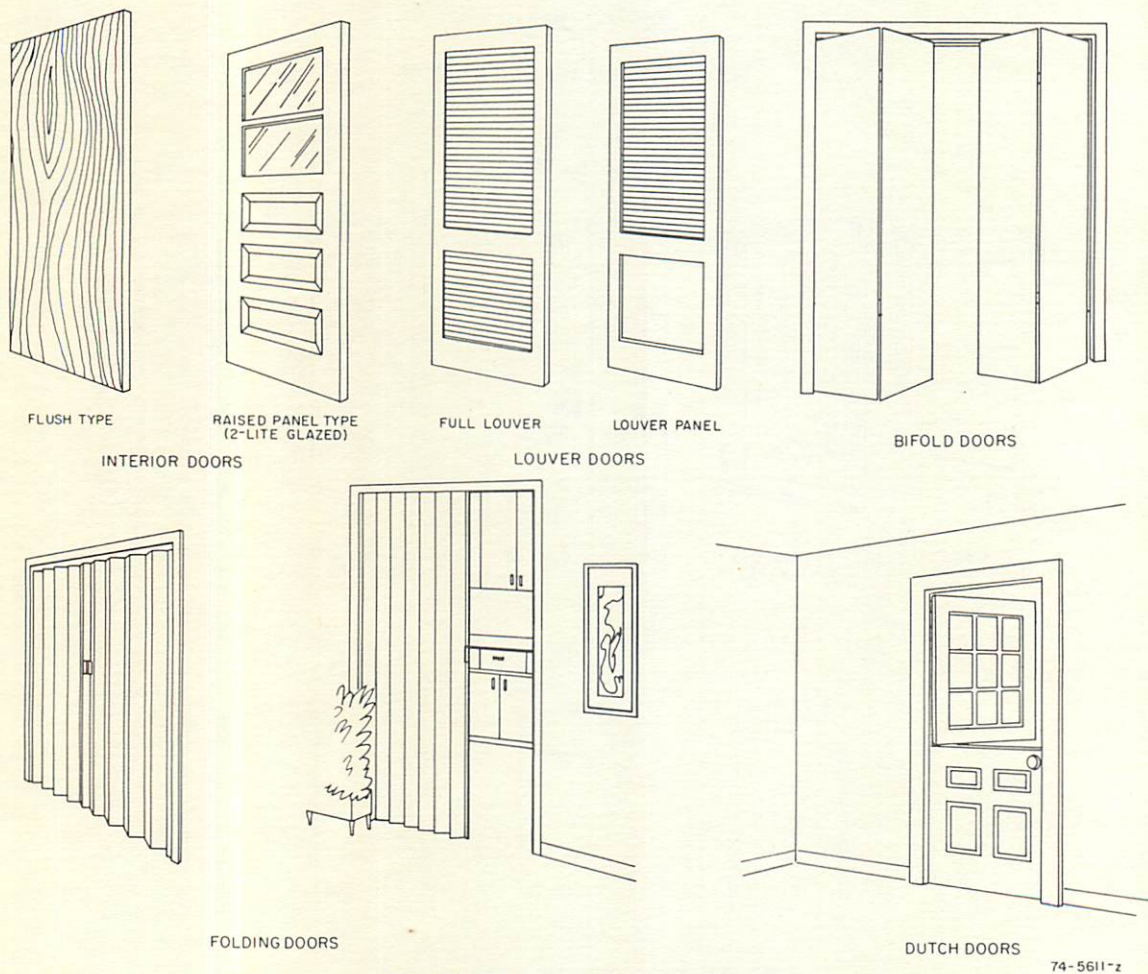 FLUSH TYPE
RAISED PANEL TYPE
(2-LITE GLAZED)
FULL LOUVER
LOUVER PANEL
BIFOLD DOORS
INTERIOR DOORS
LOUVER DOORS
FOLDING DOORS
DUTCH DOORS
74-5611-z